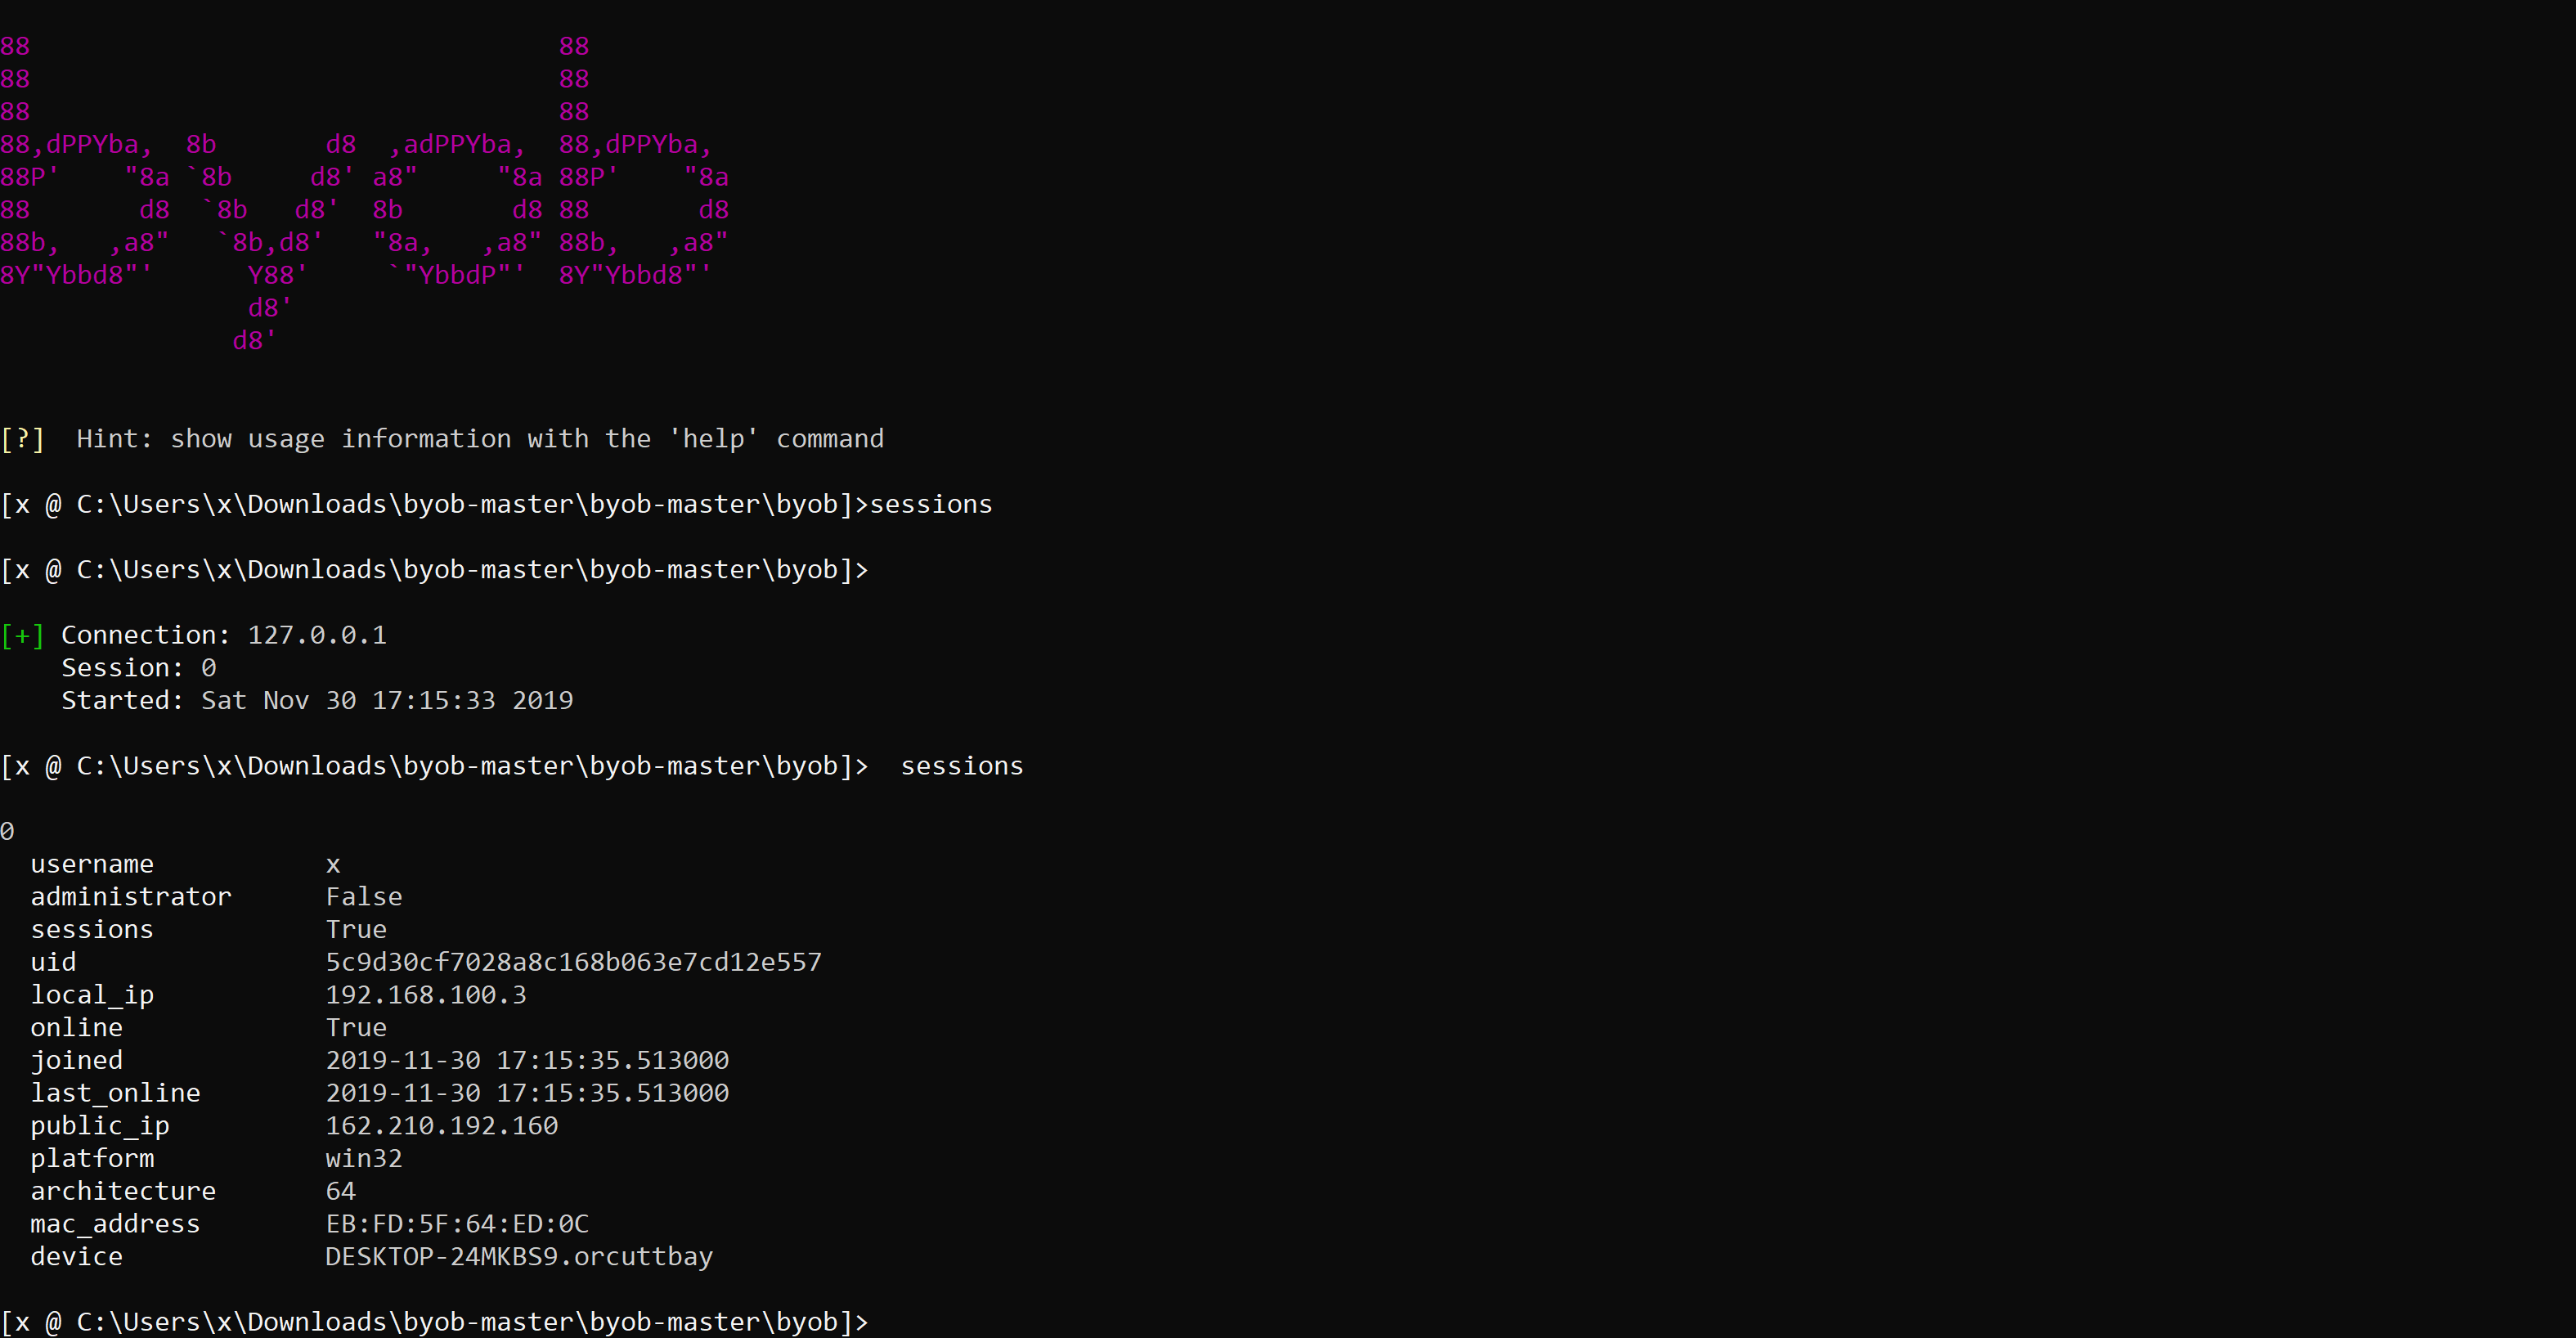 88                                  88
88                                  88
88                                  88
88,dPPYba,  8b       d8  ,adPPYba,  88,dPPYba,
88P'    "8a `8b     d8' a8"     "8a 88P'    "8a
88       d8  `8b   d8'  8b       d8 88       d8
88b,   ,a8"   `8b,d8'   "8a,   ,a8" 88b,   ,a8"
8Y"Ybbd8"'      Y88'     `"YbbdP"'  8Y"Ybbd8"'
                d8'
               d8'
[?]  Hint: show usage information with the 'help' command
[x @ C:\Users\x\Downloads\byob-master\byob-master\byob]>sessions
[x @ C:\Users\x\Downloads\byob-master\byob-master\byob]>
[+] Connection: 127.0.0.1
    Session: 0
    Started: Sat Nov 30 17:15:33 2019
[x @ C:\Users\x\Downloads\byob-master\byob-master\byob]>  sessions
0
  username           x
  administrator      False
  sessions           True
  uid                5c9d30cf7028a8c168b063e7cd12e557
  local_ip           192.168.100.3
  online             True
  joined             2019-11-30 17:15:35.513000
  last_online        2019-11-30 17:15:35.513000
  public_ip          162.210.192.160
  platform           win32
  architecture       64
  mac_address        EB:FD:5F:64:ED:0C
  device             DESKTOP-24MKBS9.orcuttbay
[x @ C:\Users\x\Downloads\byob-master\byob-master\byob]>